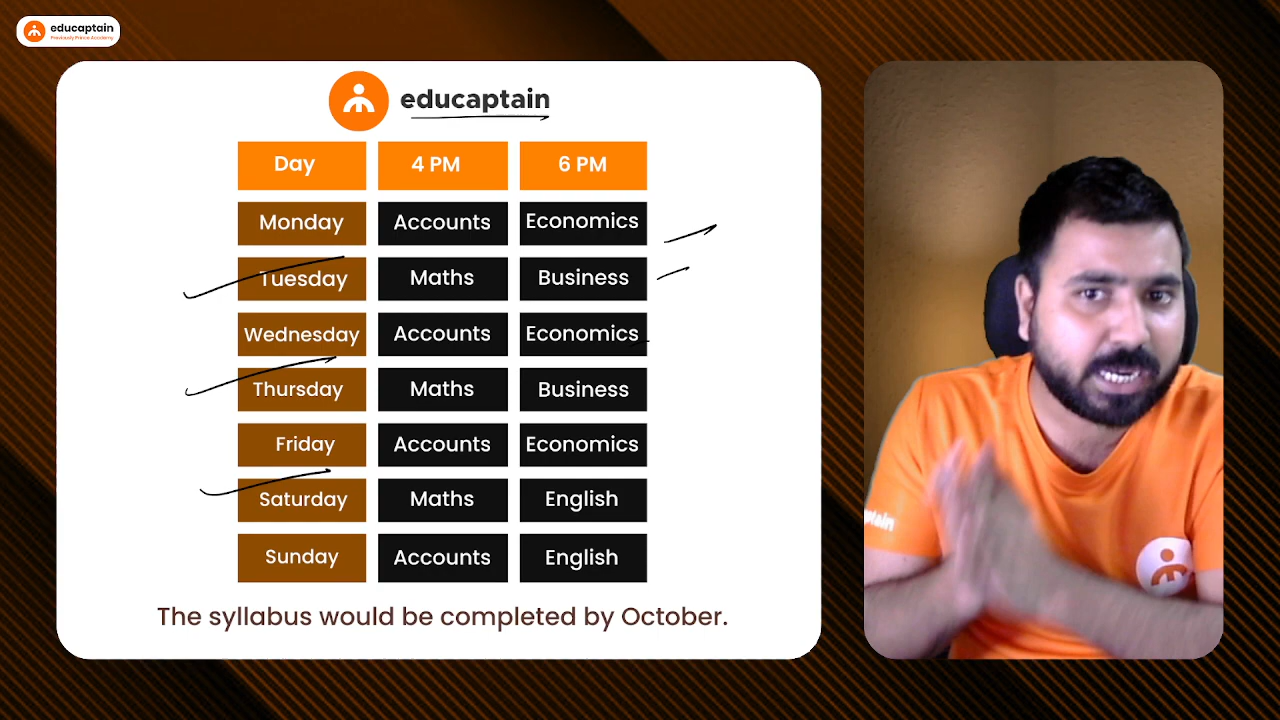 educaptain
Previously Prince Academy
educaptain
Day 4 PM 6 PM
Monday Accounts Economics
Tuesday Maths Business
Wednesday Accounts Economics
Thursday Maths Business
Friday Accounts Economics
Saturday Maths English
Sunday Accounts English
The syllabus would be completed by October.
ptain